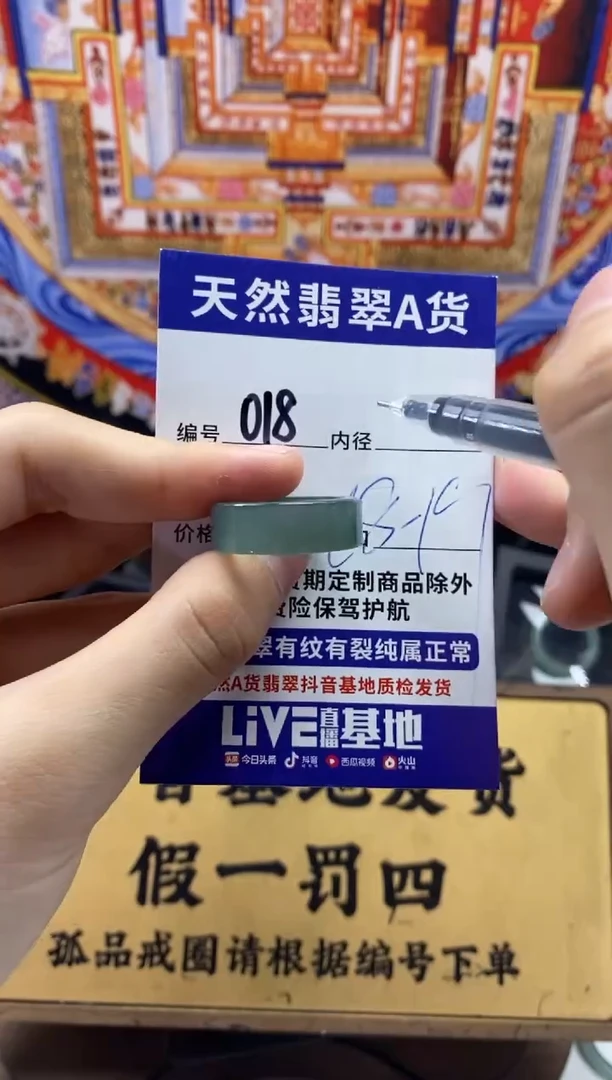 天然翡翠A货
编号 018 内径
价格 18-19
期定制商品除外
险保驾护航
翠有纹有裂纯属正常
然A货翡翠抖音基地质检发货
LiVE直播基地
今日头条 抖音 西瓜视频 火山
音基地发货
假一罚四
孤品戒圈请根据编号下单